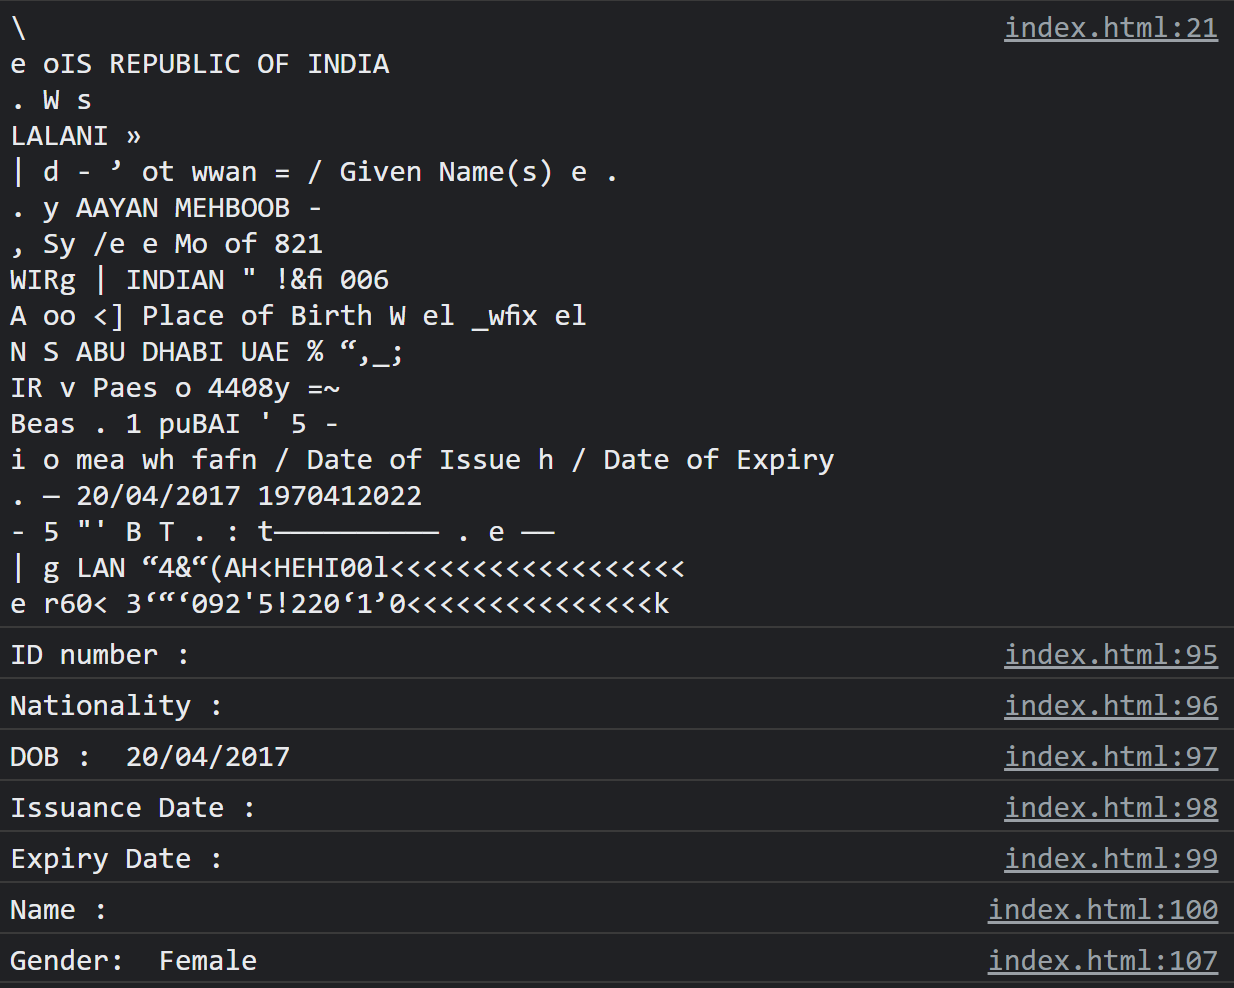 \ index.html:21
e oIS REPUBLIC OF INDIA
. W s
LALANI »
| d - ’ ot wwan = / Given Name(s) e .
. y AAYAN MEHBOOB -
, Sy /e e Mo of 821
WIRg | INDIAN " !&ﬁ 006
A oo <] Place of Birth W el _wﬁx el
N S ABU DHABI UAE % “,_;
IR v Paes o 4408y =~
Beas . 1 puBAI ' 5 -
i o mea wh fafn / Date of Issue h / Date of Expiry
. — 20/04/2017 1970412022
- 5 "' B T . : t—————————— . e ——
| g LAN “4&“(AH<HEHI00l<<<<<<<<<<<<<<<<<<
e r60< 3‘“‘092'5!220‘1’0<<<<<<<<<<<<<<<k
ID number : index.html:95
Nationality : index.html:96
DOB :  20/04/2017 index.html:97
Issuance Date : index.html:98
Expiry Date : index.html:99
Name : index.html:100
Gender:  Female index.html:107